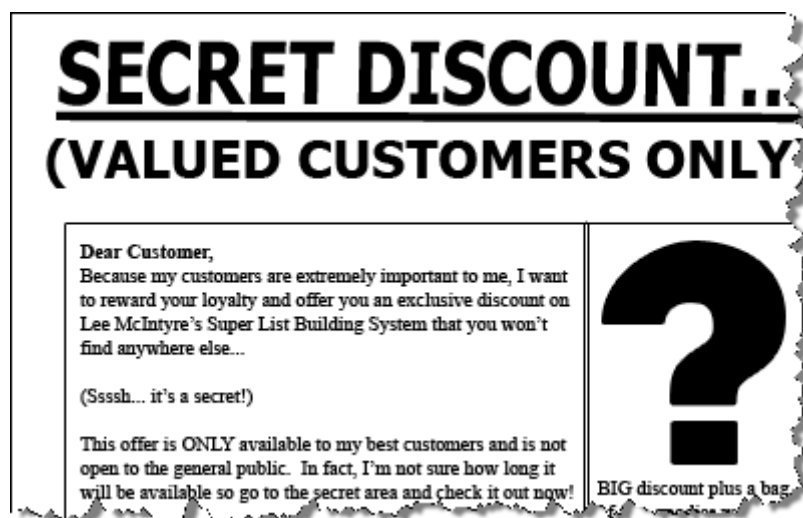 SECRET DISCOUNT..
(VALUED CUSTOMERS ONLY)
Dear Customer,
Because my customers are extremely important to me, I want
to reward your loyalty and offer you an exclusive discount on
Lee McIntyre's Super List Building System that you won't
find anywhere else...
(Ssssh... it's a secret!)
This offer is ONLY available to my best customers and is not
open to the general public. In fact, I'm not sure how long it
will be available so go to the secret area and check it out now!
BIG discount plus a bag